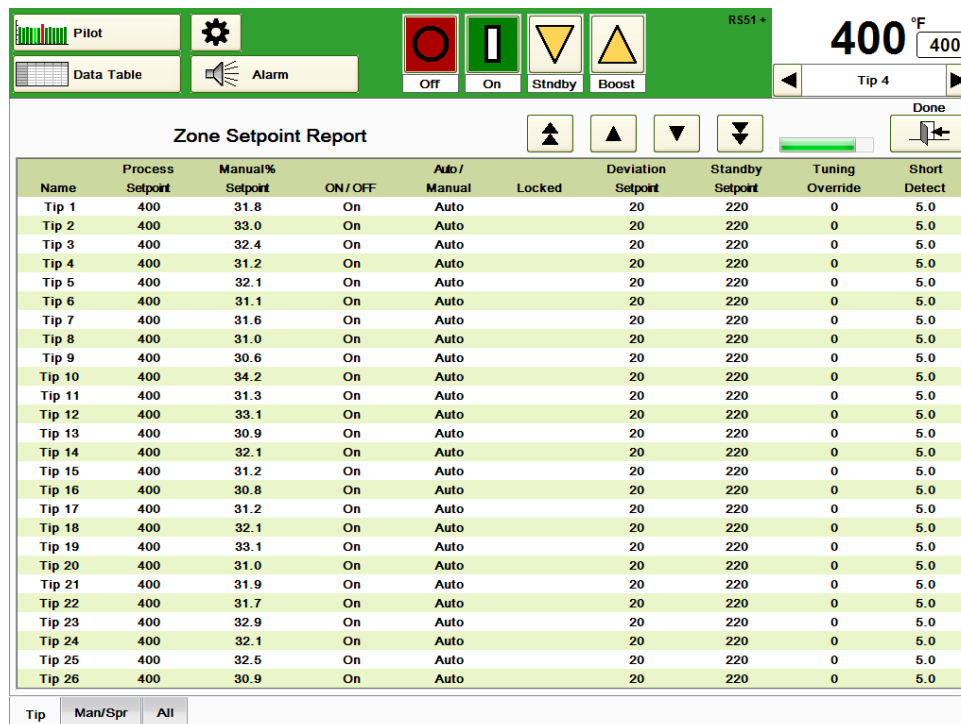 Pilot
RS51 +
400 °F
400
Data Table
Alarm
Off On Stndby Boost
Tip 4
Done
Zone Setpoint Report
Process Manual% Auto / Deviation Standby Tuning Short
Name Setpoint Setpoint ON / OFF Manual Locked Setpoint Setpoint Override Detect
Tip 1 400 31.8 On Auto 20 220 0 5.0
Tip 2 400 33.0 On Auto 20 220 0 5.0
Tip 3 400 32.4 On Auto 20 220 0 5.0
Tip 4 400 31.2 On Auto 20 220 0 5.0
Tip 5 400 32.1 On Auto 20 220 0 5.0
Tip 6 400 31.1 On Auto 20 220 0 5.0
Tip 7 400 31.6 On Auto 20 220 0 5.0
Tip 8 400 31.0 On Auto 20 220 0 5.0
Tip 9 400 30.6 On Auto 20 220 0 5.0
Tip 10 400 34.2 On Auto 20 220 0 5.0
Tip 11 400 31.3 On Auto 20 220 0 5.0
Tip 12 400 33.1 On Auto 20 220 0 5.0
Tip 13 400 30.9 On Auto 20 220 0 5.0
Tip 14 400 32.1 On Auto 20 220 0 5.0
Tip 15 400 31.2 On Auto 20 220 0 5.0
Tip 16 400 30.8 On Auto 20 220 0 5.0
Tip 17 400 31.2 On Auto 20 220 0 5.0
Tip 18 400 32.1 On Auto 20 220 0 5.0
Tip 19 400 33.1 On Auto 20 220 0 5.0
Tip 20 400 31.0 On Auto 20 220 0 5.0
Tip 21 400 31.9 On Auto 20 220 0 5.0
Tip 22 400 31.7 On Auto 20 220 0 5.0
Tip 23 400 32.9 On Auto 20 220 0 5.0
Tip 24 400 32.1 On Auto 20 220 0 5.0
Tip 25 400 32.5 On Auto 20 220 0 5.0
Tip 26 400 30.9 On Auto 20 220 0 5.0
Tip Man/Spr All